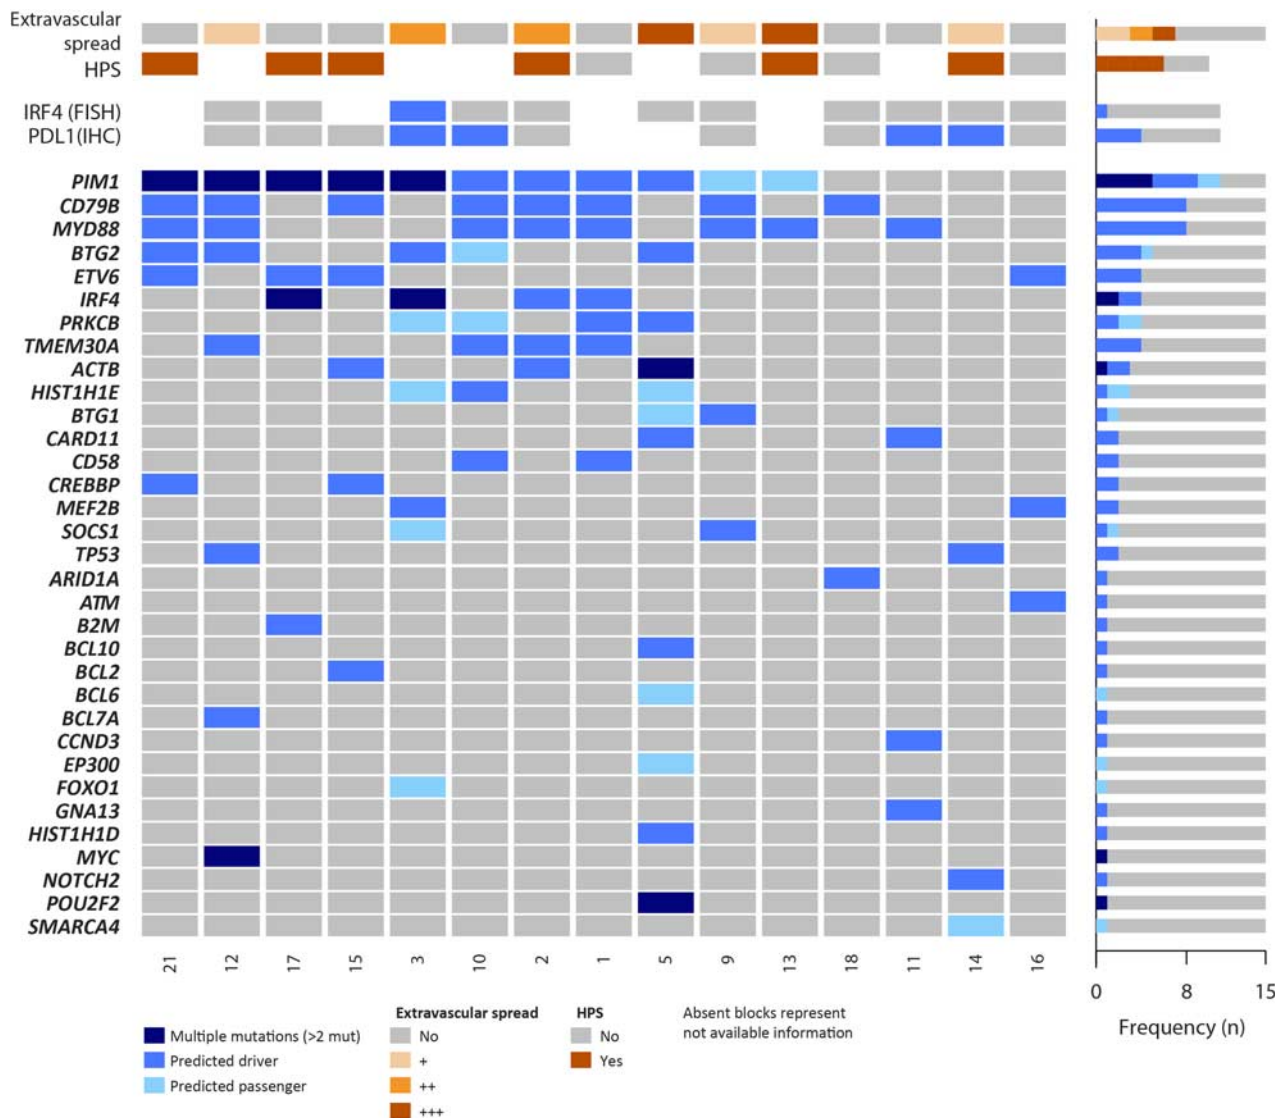 Extravascular
spread
HPS
IRF4 (FISH)
PDL1(IHC)
PIM1
CD79B
MYD88
BTG2
ETV6
IRF4
PRKCB
TMEM30A
ACTB
HIST1H1E
BTG1
CARD11
CD58
CREBBP
MEF2B
SOCS1
TP53
ARID1A
ATM
B2M
BCL10
BCL2
BCL6
BCL7A
CCND3
EP300
FOXO1
GNA13
HIST1H1D
MYC
NOTCH2
POU2F2
SMARCA4
21 12 17 15 3 10 2 1 5 9 13 18 11 14 16
0 8 15
Frequency (n)
Multiple mutations (>2 mut)
Predicted driver
Predicted passenger
Extravascular spread
No
+
++
+++
HPS
No
Yes
Absent blocks represent
not available information